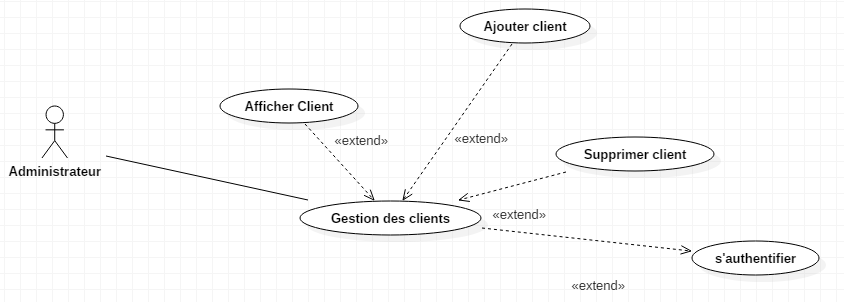 Ajouter client
Afficher Client
«extend»
«extend»
Supprimer client
Administrateur
Gestion des clients
«extend»
s'authentifier
«extend»